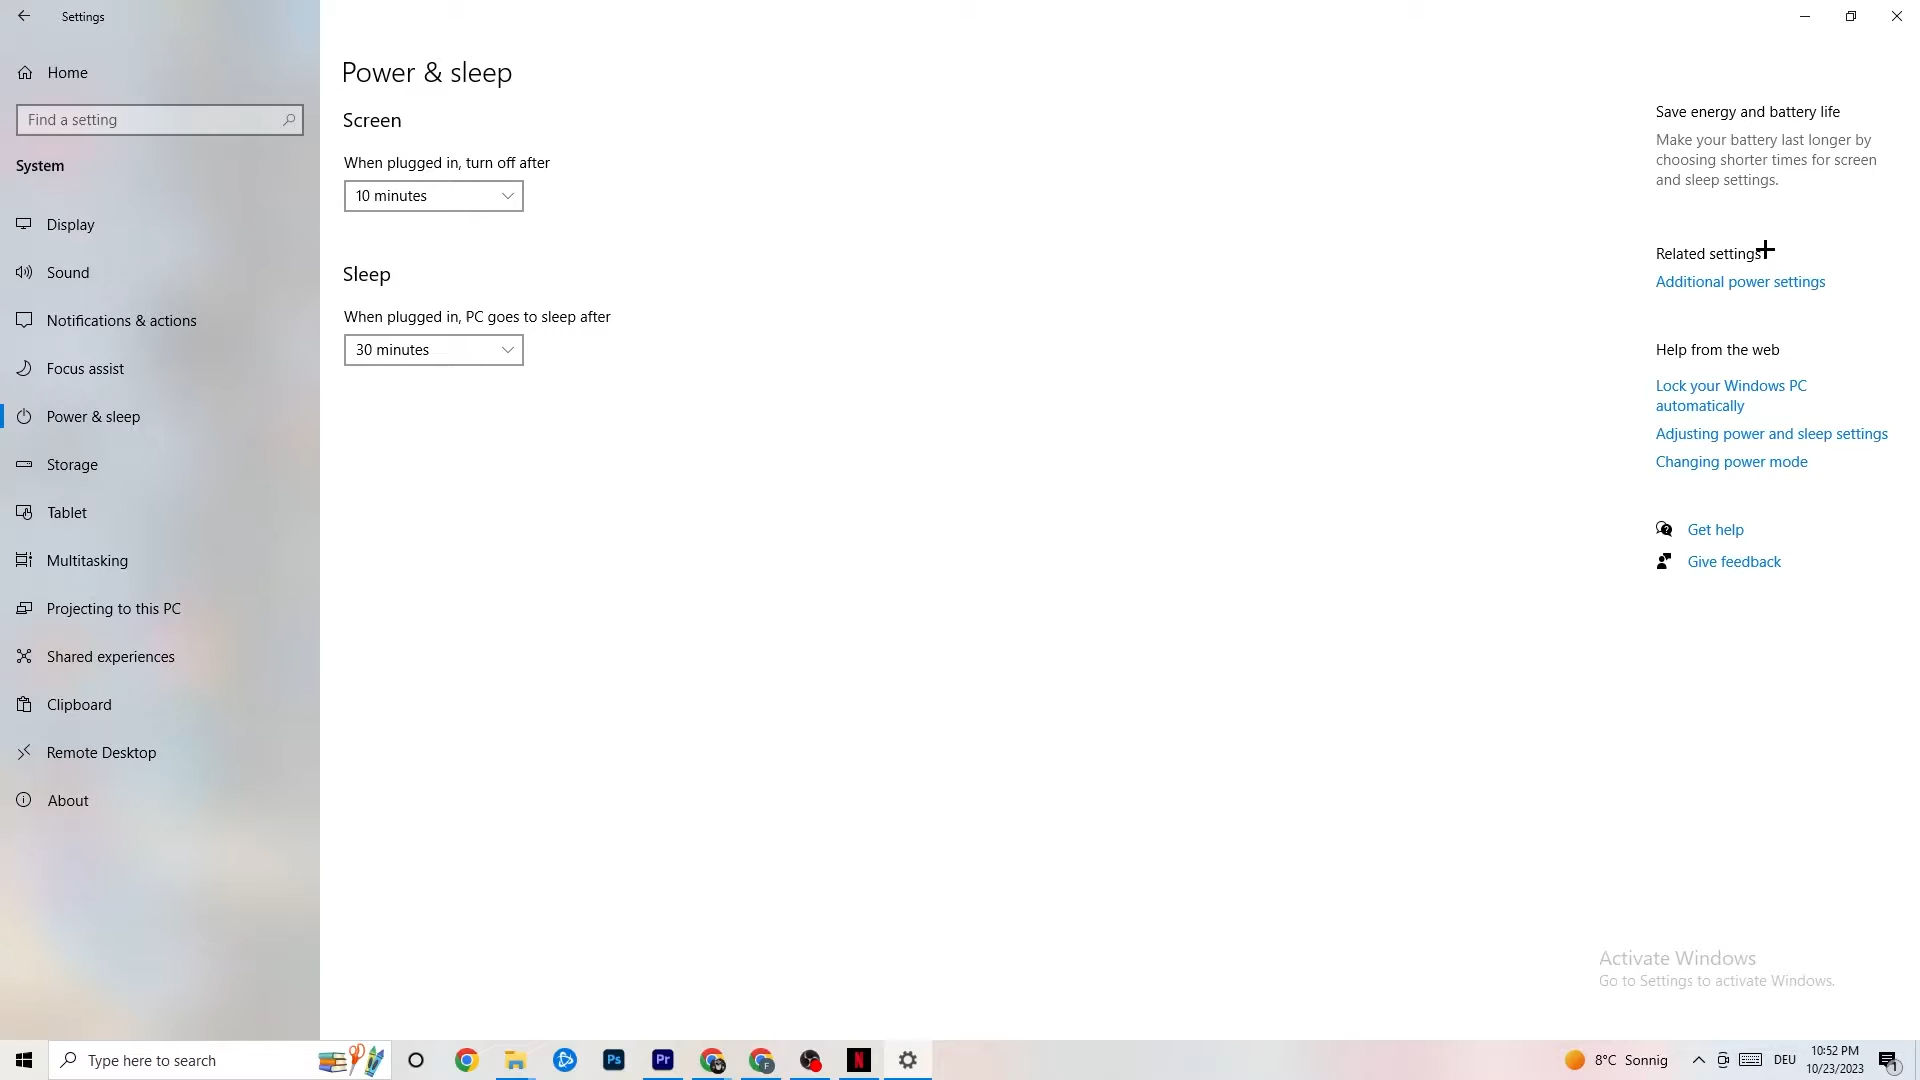 Settings
Home
Find a setting
System
Display
Sound
Notifications & actions
Focus assist
Power & sleep
Storage
Tablet
Multitasking
Projecting to this PC
Shared experiences
Clipboard
Remote Desktop
About
Power & sleep
Screen
When plugged in, turn off after
10 minutes
Sleep
When plugged in, PC goes to sleep after
30 minutes
Save energy and battery life
Make your battery last longer by
choosing shorter times for screen
and sleep settings.
Related settings
Additional power settings
Help from the web
Lock your Windows PC
automatically
Adjusting power and sleep settings
Changing power mode
Get help
Give feedback
Activate Windows
Go to Settings to activate Windows.
Type here to search
Ps
Pr
F
N
8°C Sonnig
DEU
10:52 PM
10/23/2023
1